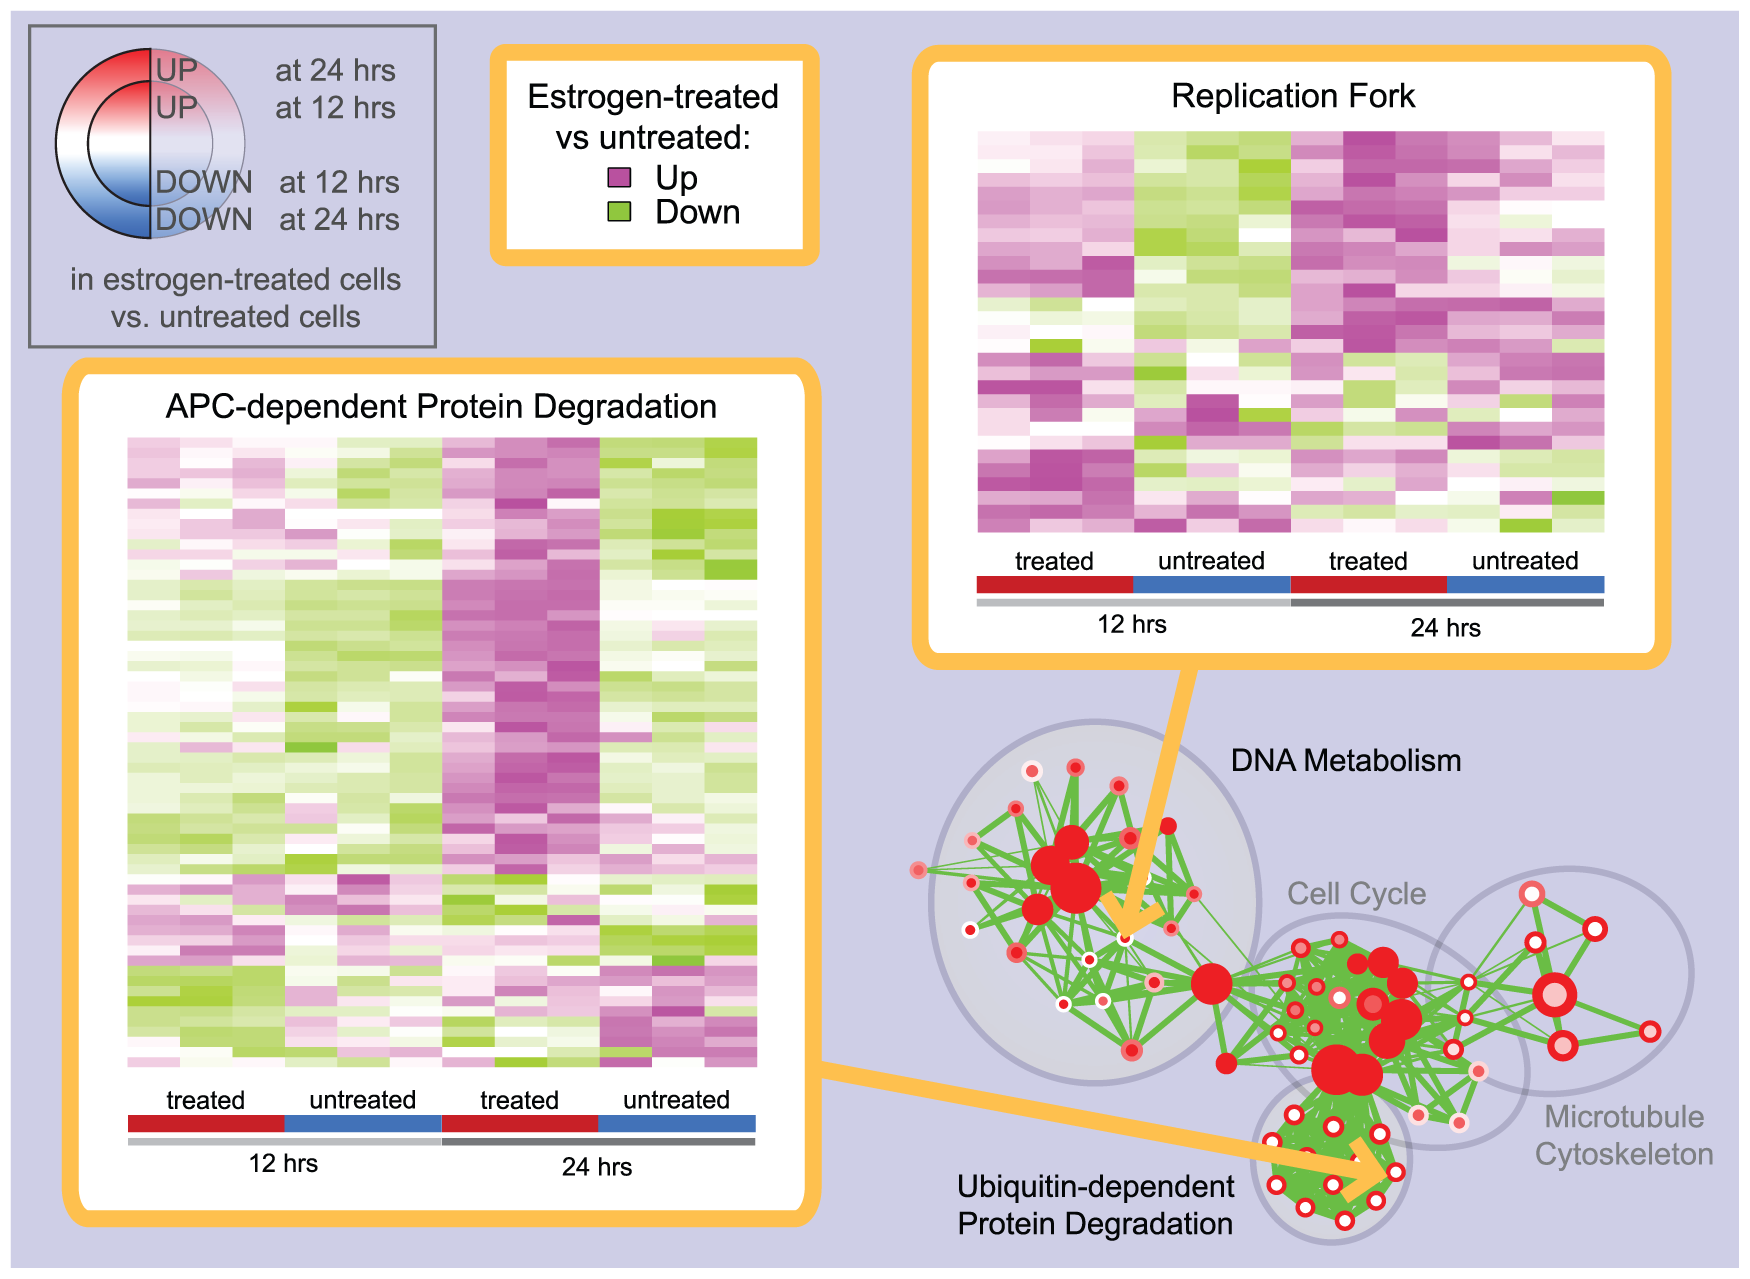 UP at 24 hrs
UP at 12 hrs
DOWN at 12 hrs
DOWN at 24 hrs
in estrogen-treated cells
vs. untreated cells
Estrogen-treated
vs untreated:
Up
Down
Replication Fork
treated untreated treated untreated
12 hrs 24 hrs
APC-dependent Protein Degradation
treated untreated treated untreated
12 hrs 24 hrs
DNA Metabolism
Cell Cycle
Microtubule
Cytoskeleton
Ubiquitin-dependent
Protein Degradation